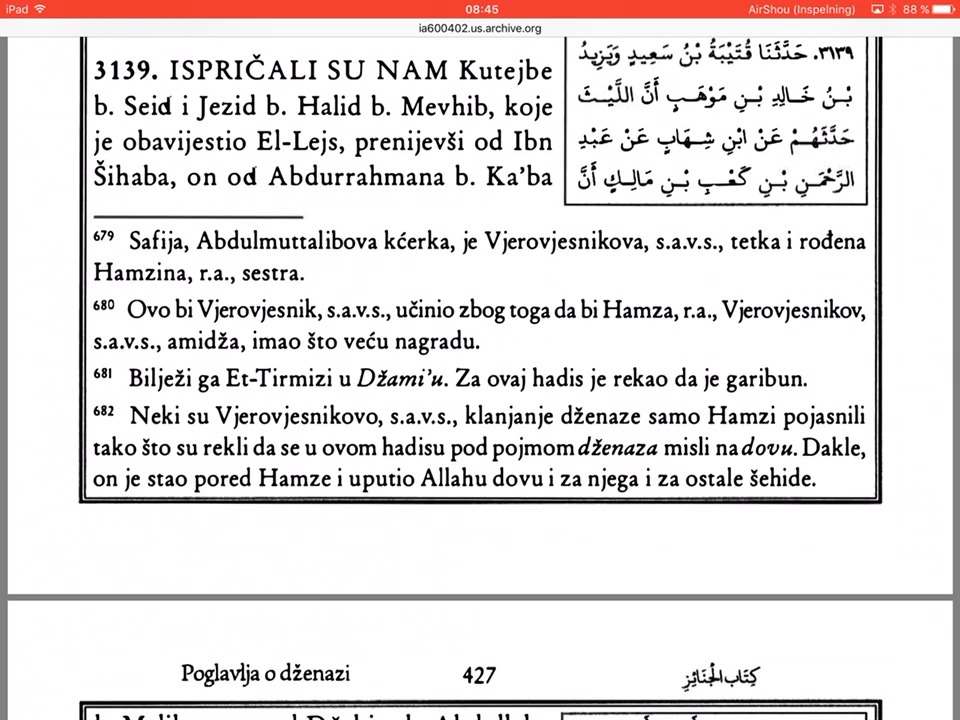 iPad 08:45 AirShou (Inspelning) 88 %
ia600402.us.archive.org
3139. ISPRIČALI SU NAM Kutejbe
b. Seid i Jezid b. Halid b. Mevhib, koje
je obavijestio El-Lejs, prenijevši od Ibn
Šihaba, on od Abdurrahmana b. Ka’ba
٣١٣٩. حَدَّثَنَا قُتَيْبَةُ بْنُ سَعِيدٍ وَيَزِيدُ
بْنُ خَالِدِ بْنِ مَوْهَبٍ أَنَّ اللَّيْثَ
حَدَّثَهُمْ عَنْ ابْنِ شِهَابٍ عَنْ عَبْدِ
الرَّحْمَنِ بْنِ كَعْبِ بْنِ مَالِكٍ أَنَّ
679 Safija, Abdulmuttalibova kćerka, je Vjerovjesnikova, s.a.v.s., tetka i rođena
Hamzina, r.a., sestra.
680 Ovo bi Vjerovjesnik, s.a.v.s., učinio zbog toga da bi Hamza, r.a., Vjerovjesnikov,
s.a.v.s., amidža, imao što veću nagradu.
681 Bilježi ga Et-Tirmizi u Džami’u. Za ovaj hadis je rekao da je garibun.
682 Neki su Vjerovjesnikovo, s.a.v.s., klanjanje dženaze samo Hamzi pojasnili
tako što su rekli da se u ovom hadisu pod pojmom dženaza misli na dovu. Dakle,
on je stao pored Hamze i uputio Allahu dovu i za njega i za ostale šehide.
Poglavlja o dženazi 427 كِتَاب الْجَنَائِزِ